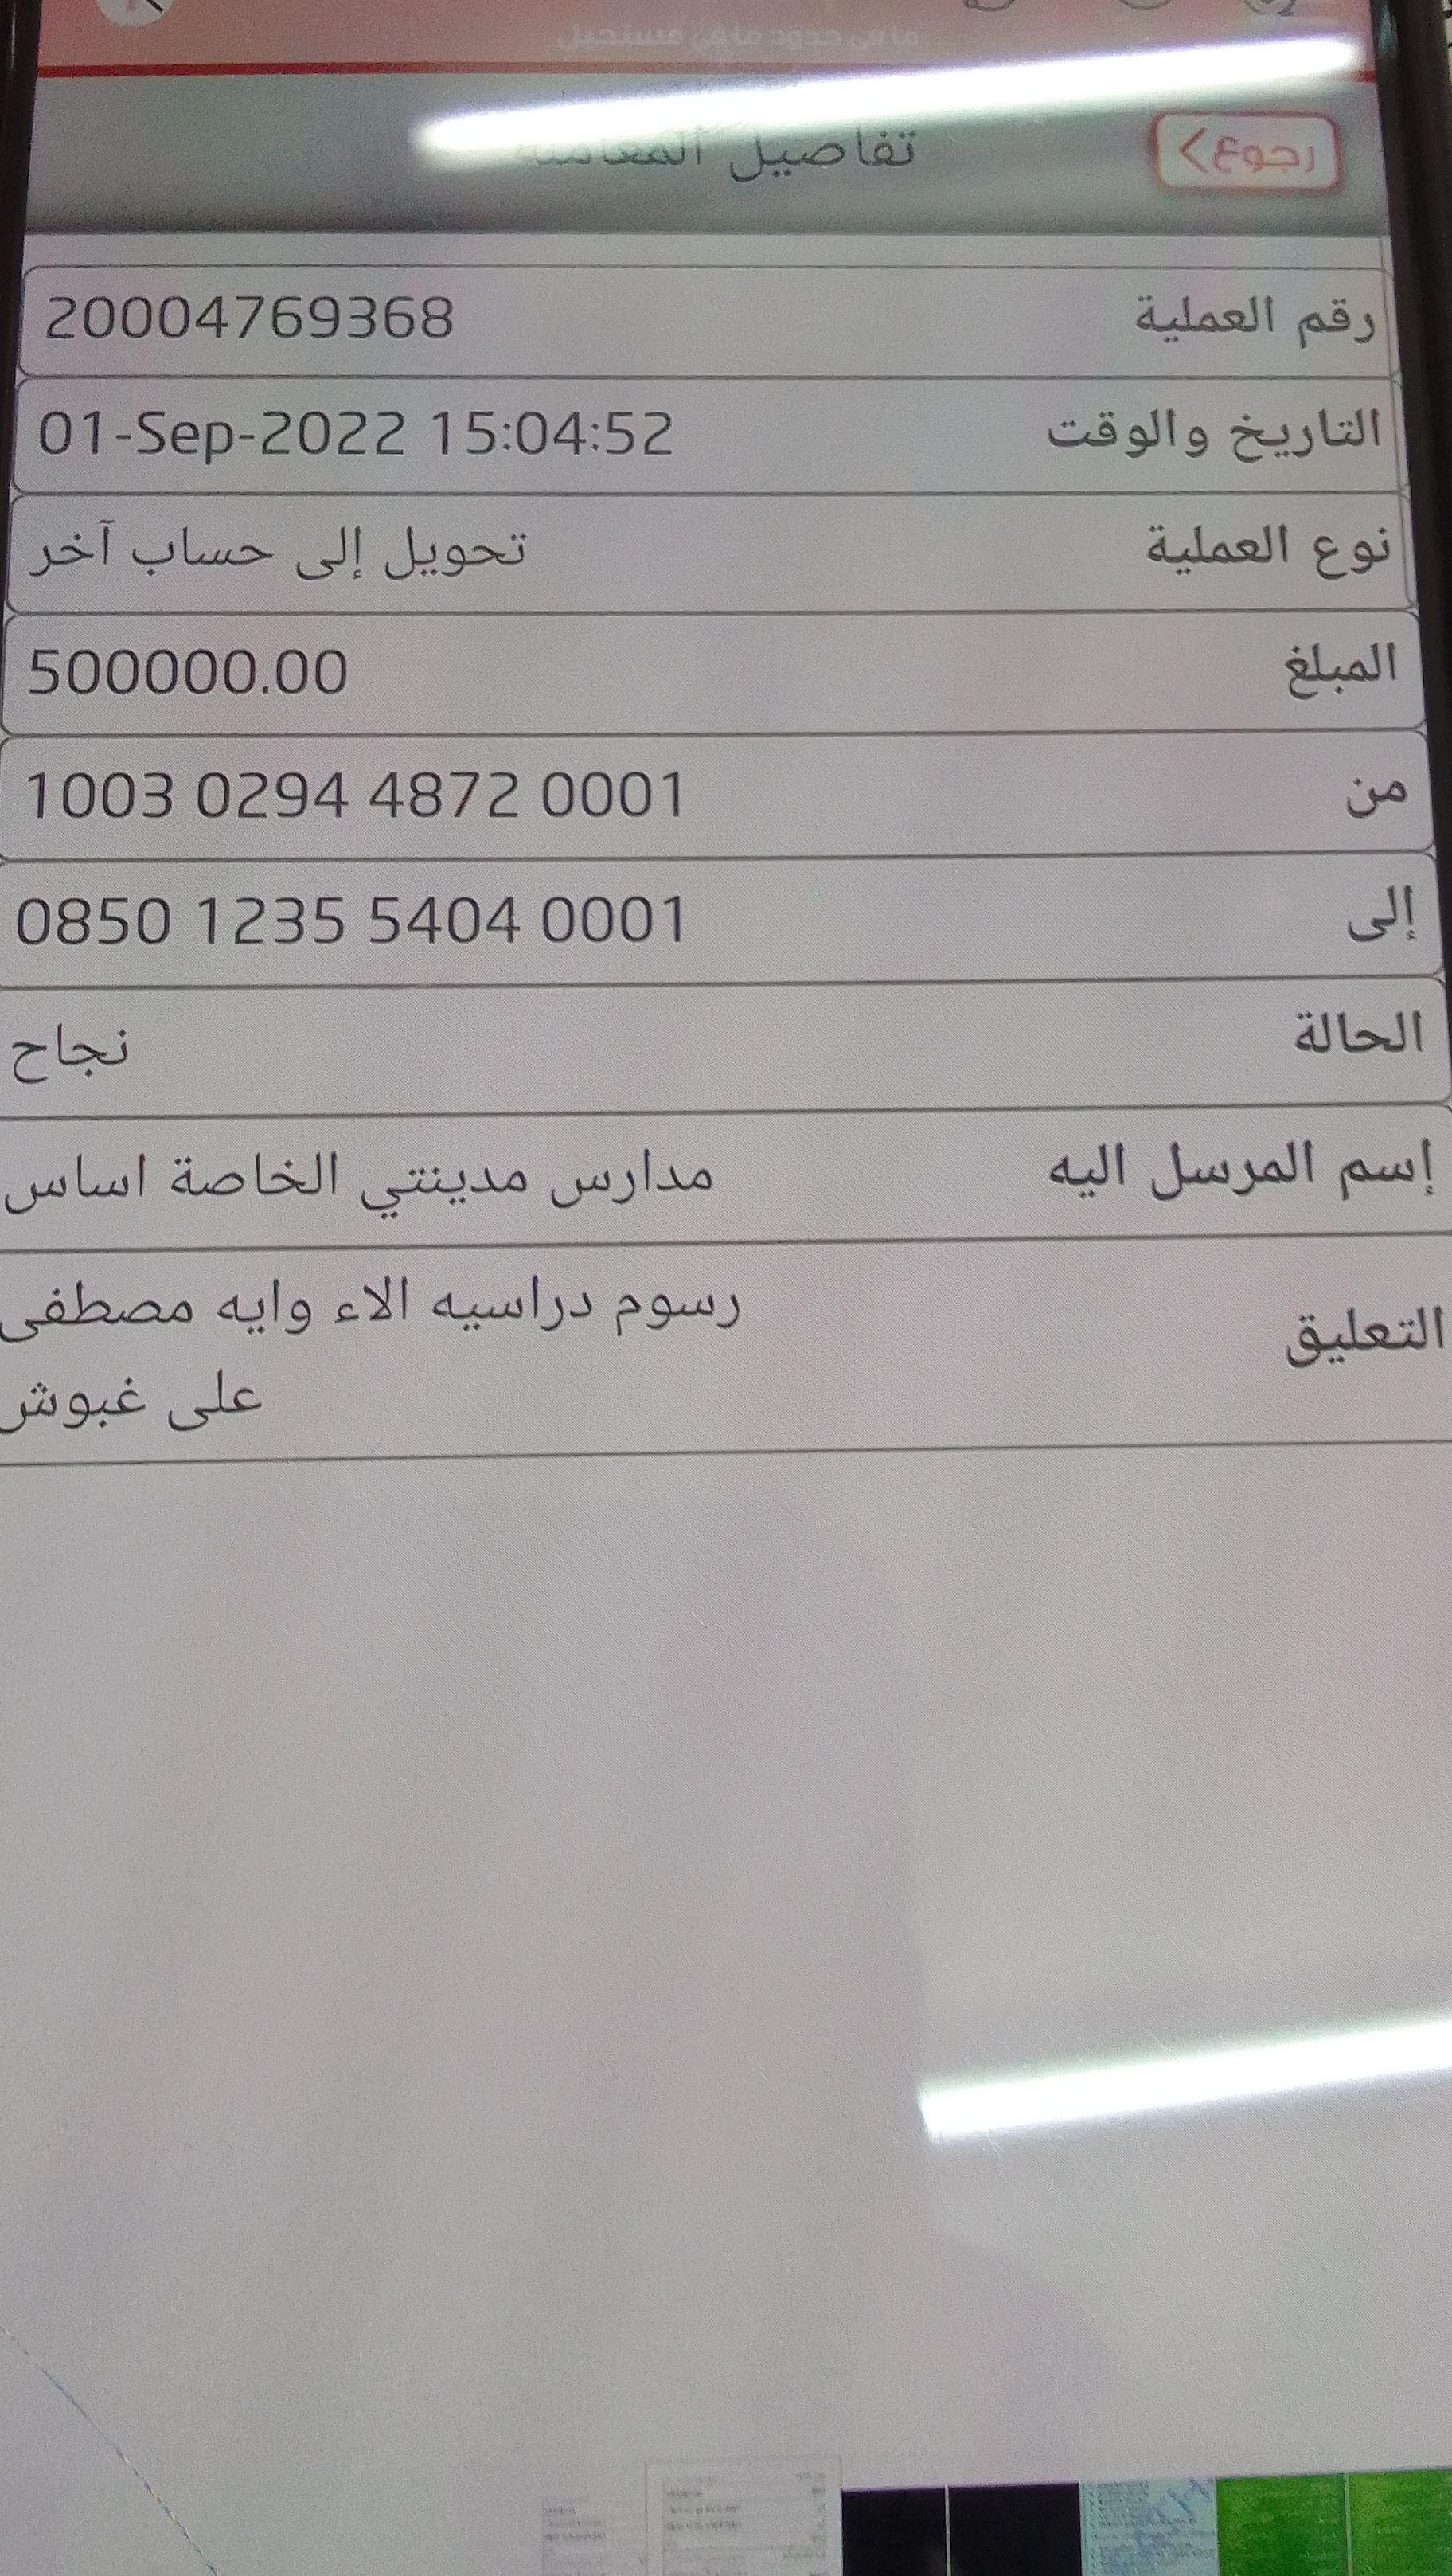 ما في حدود ما في مستحيل
رجوع>
تفاصيل المعاملة
رقم العملية 20004769368
التاريخ والوقت 01-Sep-2022 15:04:52
نوع العملية تحويل إلى حساب آخر
المبلغ 500000.00
من 1003 0294 4872 0001
إلى 0850 1235 5404 0001
الحالة نجاح
إسم المرسل اليه مدارس مدينتي الخاصة اساس
التعليق رسوم دراسيه الاء وايه مصطفى
على غبوش